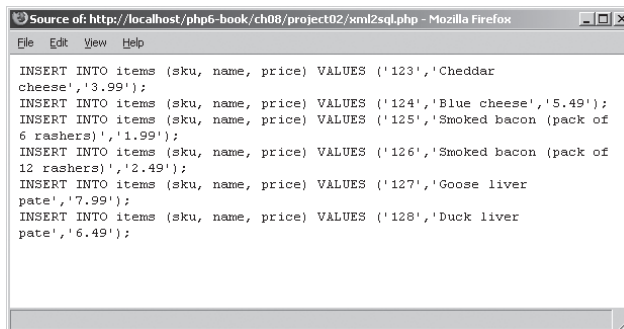 Source of: http://localhost/php6-book/ch08/project02/xml2sql.php - Mozilla Firefox
File Edit View Help
INSERT INTO items (sku, name, price) VALUES ('123','Cheddar
cheese','3.99');
INSERT INTO items (sku, name, price) VALUES ('124','Blue cheese','5.49');
INSERT INTO items (sku, name, price) VALUES ('125','Smoked bacon (pack of
6 rashers)','1.99');
INSERT INTO items (sku, name, price) VALUES ('126','Smoked bacon (pack of
12 rashers)','2.49');
INSERT INTO items (sku, name, price) VALUES ('127','Goose liver
pate','7.99');
INSERT INTO items (sku, name, price) VALUES ('128','Duck liver
pate','6.49');